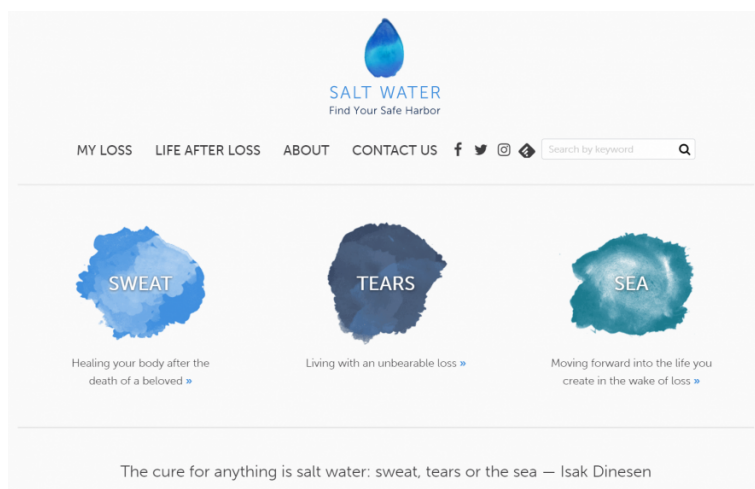 SALT WATER
Find Your Safe Harbor
MY LOSS LIFE AFTER LOSS ABOUT CONTACT US Search by keyword
SWEAT TEARS SEA
Healing your body after the death of a beloved »
Living with an unbearable loss »
Moving forward into the life you create in the wake of loss »
The cure for anything is salt water: sweat, tears or the sea — Isak Dinesen